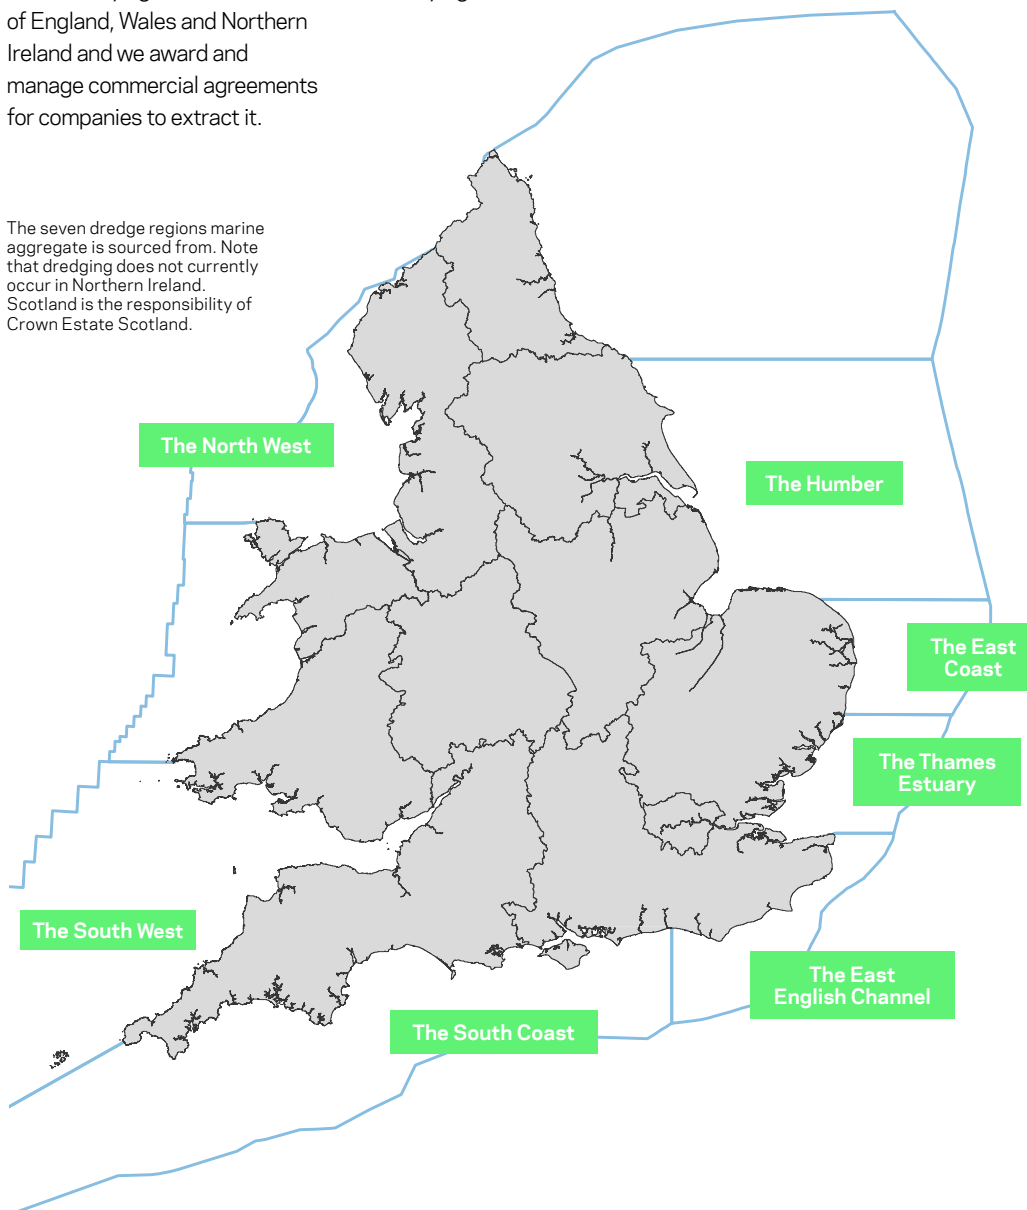 of England, Wales and Northern
Ireland and we award and
manage commercial agreements
for companies to extract it.
The seven dredge regions marine
aggregate is sourced from. Note
that dredging does not currently
occur in Northern Ireland.
Scotland is the responsibility of
Crown Estate Scotland.
The North West
The Humber
The East
Coast
The Thames
Estuary
The South West
The East
English Channel
The South Coast